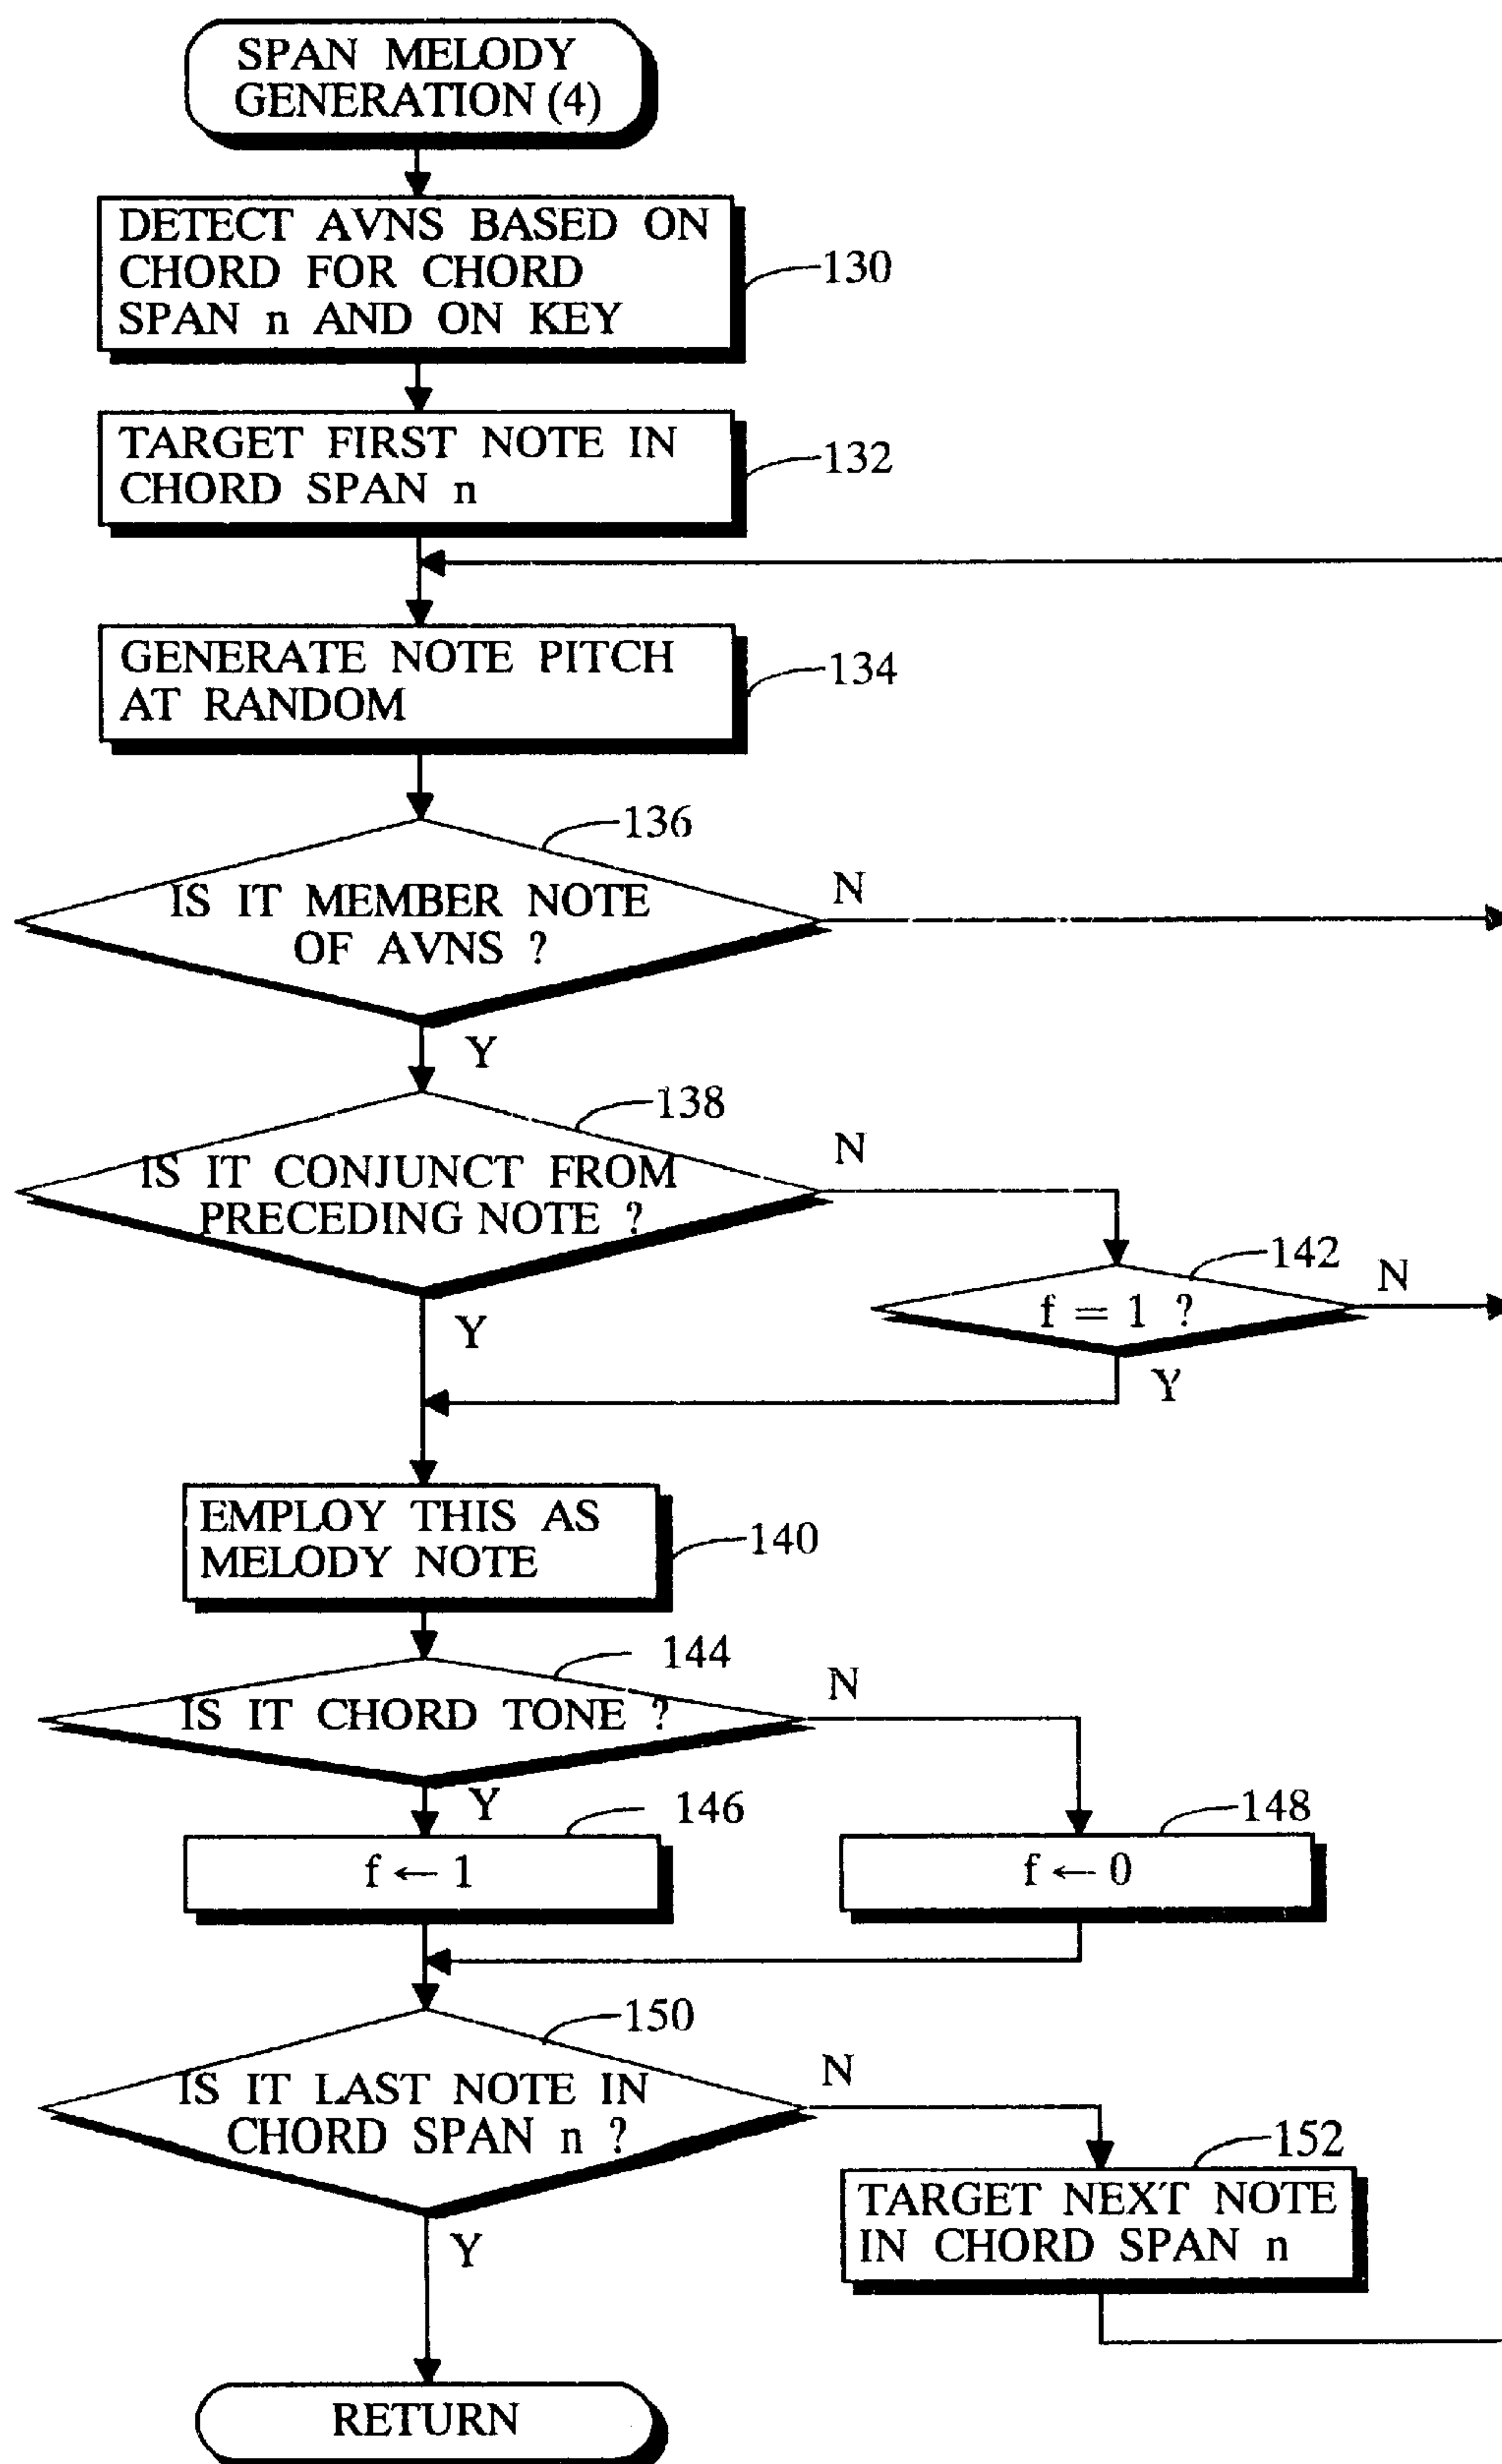 SPAN MELODY
GENERATION (4)
DETECT AVNS BASED ON
CHORD FOR CHORD
SPAN n AND ON KEY
130
TARGET FIRST NOTE IN
CHORD SPAN n
132
GENERATE NOTE PITCH
AT RANDOM
134
136
IS IT MEMBER NOTE
OF AVNS ?
N
Y
138
IS IT CONJUNCT FROM
PRECEDING NOTE ?
N
142
f = 1 ?
N
Y
Y
EMPLOY THIS AS
MELODY NOTE
140
144
IS IT CHORD TONE ?
N
Y
146
f ← 1
148
f ← 0
150
IS IT LAST NOTE IN
CHORD SPAN n ?
N
152
TARGET NEXT NOTE
IN CHORD SPAN n
Y
RETURN